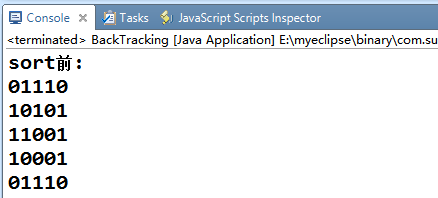 Console Tasks JavaScript Scripts Inspector
<terminated> BackTracking [Java Application] E:\myeclipse\binary\com.su
sort前:
01110
10101
11001
10001
01110